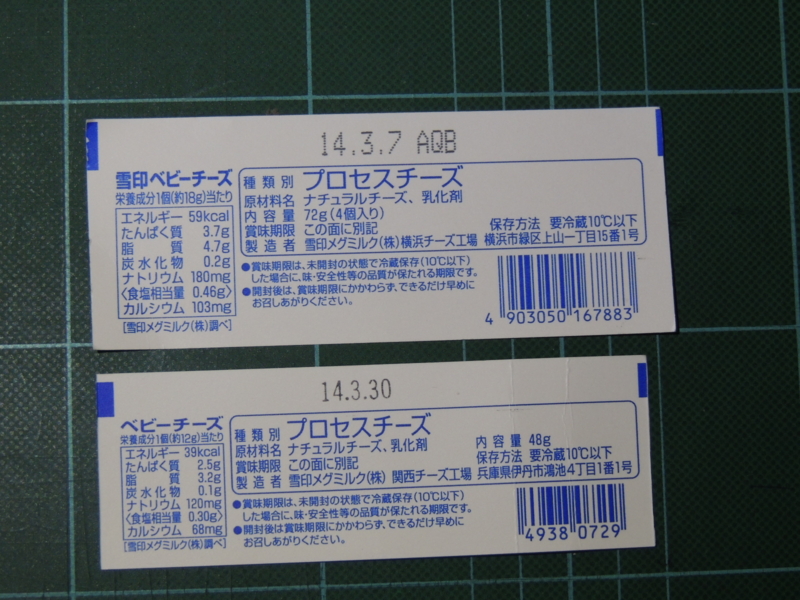 14.3.7 AQB
雪印ベビーチーズ
栄養成分1個(約18g)当たり
エネルギー 59kcal
たんぱく質 3.7g
脂質 4.7g
炭水化物 0.2g
ナトリウム 180mg
〈食塩相当量 0.46g〉
カルシウム 103mg
[雪印メグミルク(株)調べ]
種類別 プロセスチーズ
原材料名 ナチュラルチーズ、乳化剤
内容量 72g(4個入り)
賞味期限 この面に別記 保存方法 要冷蔵10℃以下
製造者 雪印メグミルク(株)横浜チーズ工場 横浜市緑区上山一丁目15番1号
●賞味期限は、未開封の状態で冷蔵保存(10℃以下)
した場合に、味・安全性等の品質が保たれる期限です。
●開封後は、賞味期限にかかわらず、できるだけ早めに
お召しあがりください。
4 903050 167883
14.3.30
ベビーチーズ
栄養成分1個(約12g)当たり
エネルギー 39kcal
たんぱく質 2.5g
脂質 3.2g
炭水化物 0.1g
ナトリウム 120mg
〈食塩相当量 0.30g〉
カルシウム 68mg
[雪印メグミルク(株)調べ]
種類別 プロセスチーズ
原材料名 ナチュラルチーズ、乳化剤 内容量 48g
賞味期限 この面に別記 保存方法 要冷蔵10℃以下
製造者 雪印メグミルク(株) 関西チーズ工場 兵庫県伊丹市鴻池4丁目1番1号
●賞味期限は、未開封の状態で冷蔵保存(10℃以下)
した場合に、味・安全性等の品質が保たれる期限です。
●開封後は賞味期限にかかわらず、できるだけ早めに
お召しあがりください。
4938 0729